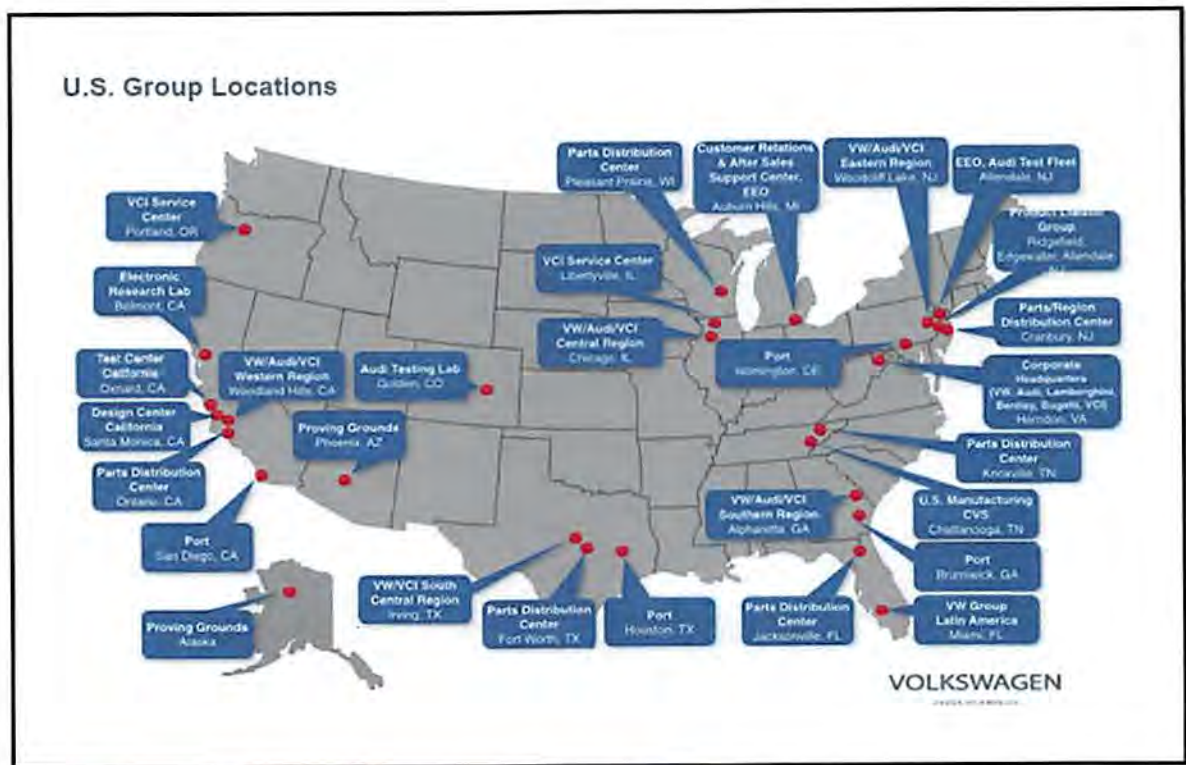 U.S. Group Locations
Parts Distribution
Center
Pleasant Prairie, WI
Customer Relations
& After Sales
Support Center,
EEO
Auburn Hills, MI
VW/Audi/VCI
Eastern Region
Woodcliff Lake, NJ
EEO, Audi Test Fleet
Allendale, NJ
VCI Service
Center
Portland, OR
Product Liaison
Group
Ridgefield,
Edgewater, Allendale
NJ
VCI Service Center
Libertyville, IL
Electronic
Research Lab
Belmont, CA
Parts/Region
Distribution Center
Cranbury, NJ
VW/Audi/VCI
Central Region
Chicago, IL
Test Center
California
Oxnard, CA
VW/Audi/VCI
Western Region
Woodland Hills, CA
Audi Testing Lab
Golden, CO
Port
Wilmington, DE
Corporate
Headquarters
(VW, Audi, Lamborghini,
Bentley, Bugatti, VCI)
Herndon, VA
Design Center
California
Santa Monica, CA
Proving Grounds
Phoenix, AZ
Parts Distribution
Center
Knoxville, TN
Parts Distribution
Center
Ontario, CA
VW/Audi/VCI
Southern Region
Alpharetta, GA
U.S. Manufacturing
CVS
Chattanooga, TN
Port
San Diego, CA
Port
Brunswick, GA
VW/VCI South
Central Region
Irving, TX
Parts Distribution
Center
Fort Worth, TX
Port
Houston, TX
Parts Distribution
Center
Jacksonville, FL
VW Group
Latin America
Miami, FL
Proving Grounds
Alaska
VOLKSWAGEN